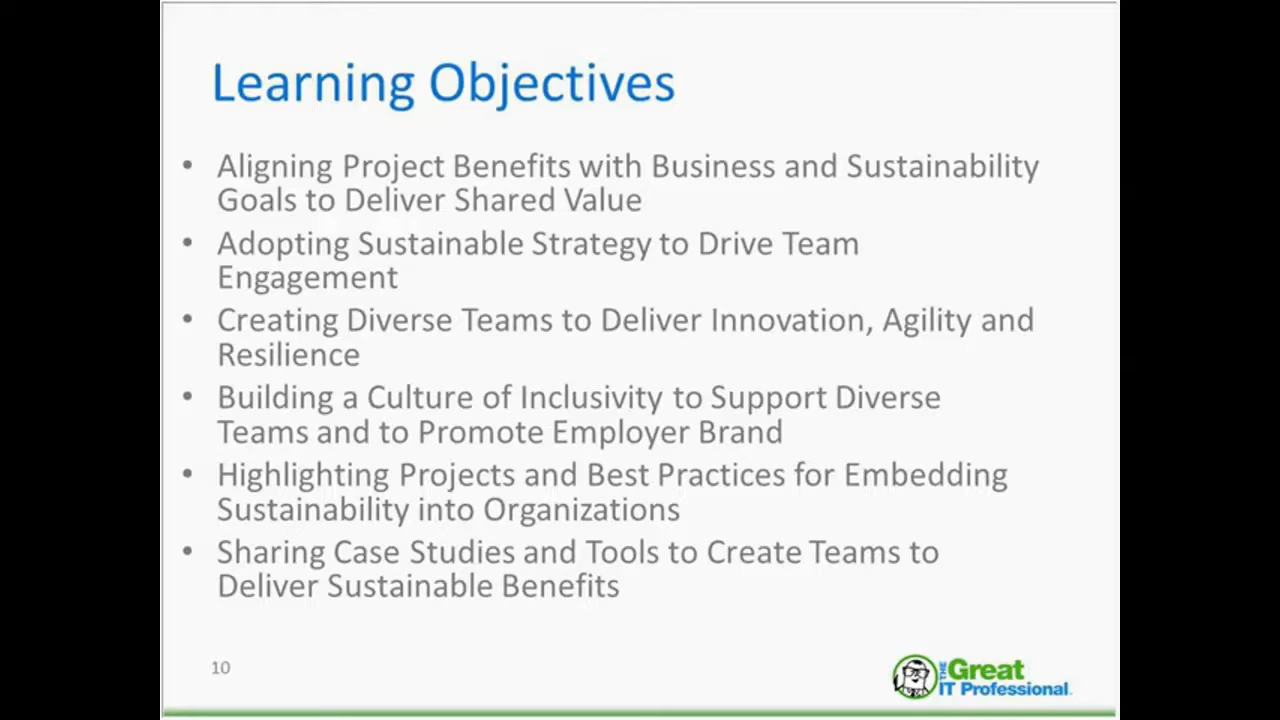 Learning Objectives
• Aligning Project Benefits with Business and Sustainability
Goals to Deliver Shared Value
• Adopting Sustainable Strategy to Drive Team
Engagement
• Creating Diverse Teams to Deliver Innovation, Agility and
Resilience
• Building a Culture of Inclusivity to Support Diverse
Teams and to Promote Employer Brand
• Highlighting Projects and Best Practices for Embedding
Sustainability into Organizations
• Sharing Case Studies and Tools to Create Teams to
Deliver Sustainable Benefits
10
THE Great
IT Professional